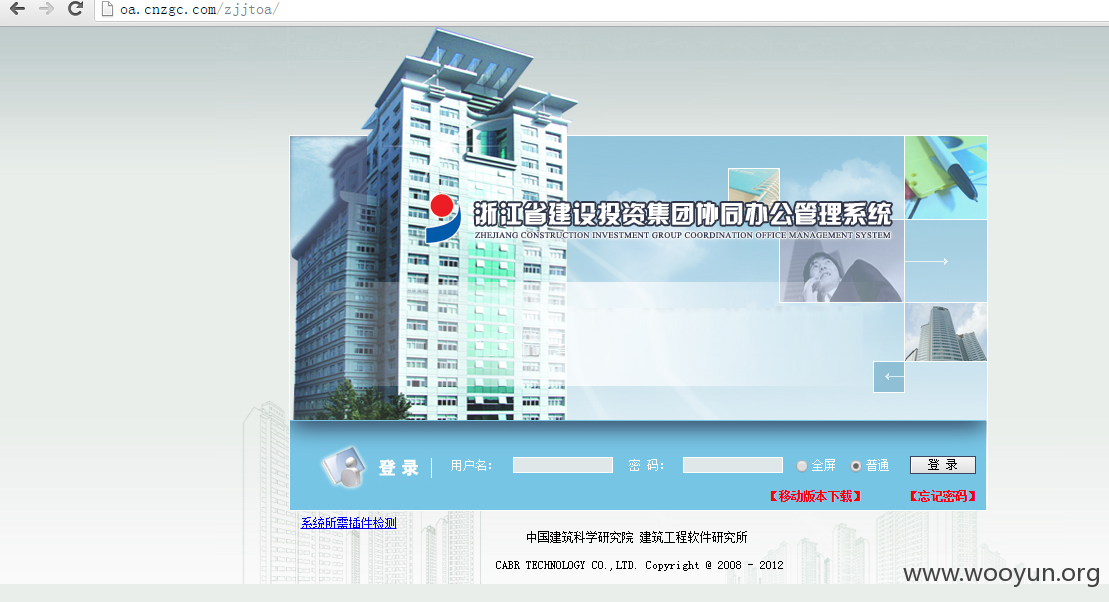 oa.cnzgc.com/zjjtoa/
浙江省建设投资集团协同办公管理系统
ZHEJIANG CONSTRUCTION INVESTMENT GROUP COORDINATION OFFICE MANAGEMENT SYSTEM
登录 用户名: 密 码: 全屏 普通 登 录
【移动版本下载】 【忘记密码】
系统所需插件检测
中国建筑科学研究院 建筑工程软件研究所
CABR TECHNOLOGY CO.,LTD. Copyright @ 2008 - 2012
www.wooyun.org